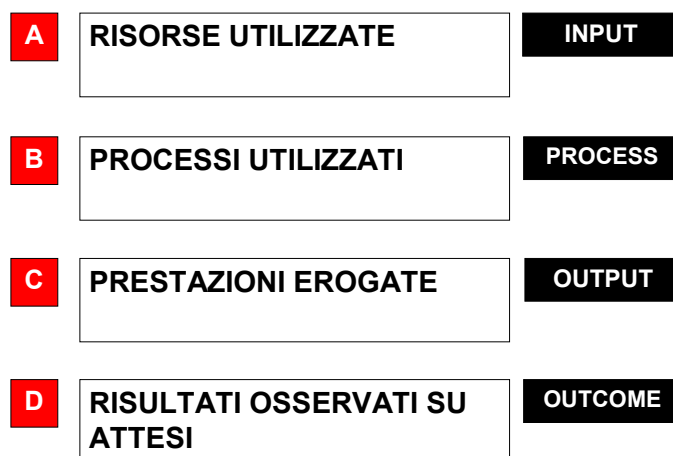 A RISORSE UTILIZZATE INPUT
B PROCESSI UTILIZZATI PROCESS
C PRESTAZIONI EROGATE OUTPUT
D RISULTATI OSSERVATI SU OUTCOME
ATTESI